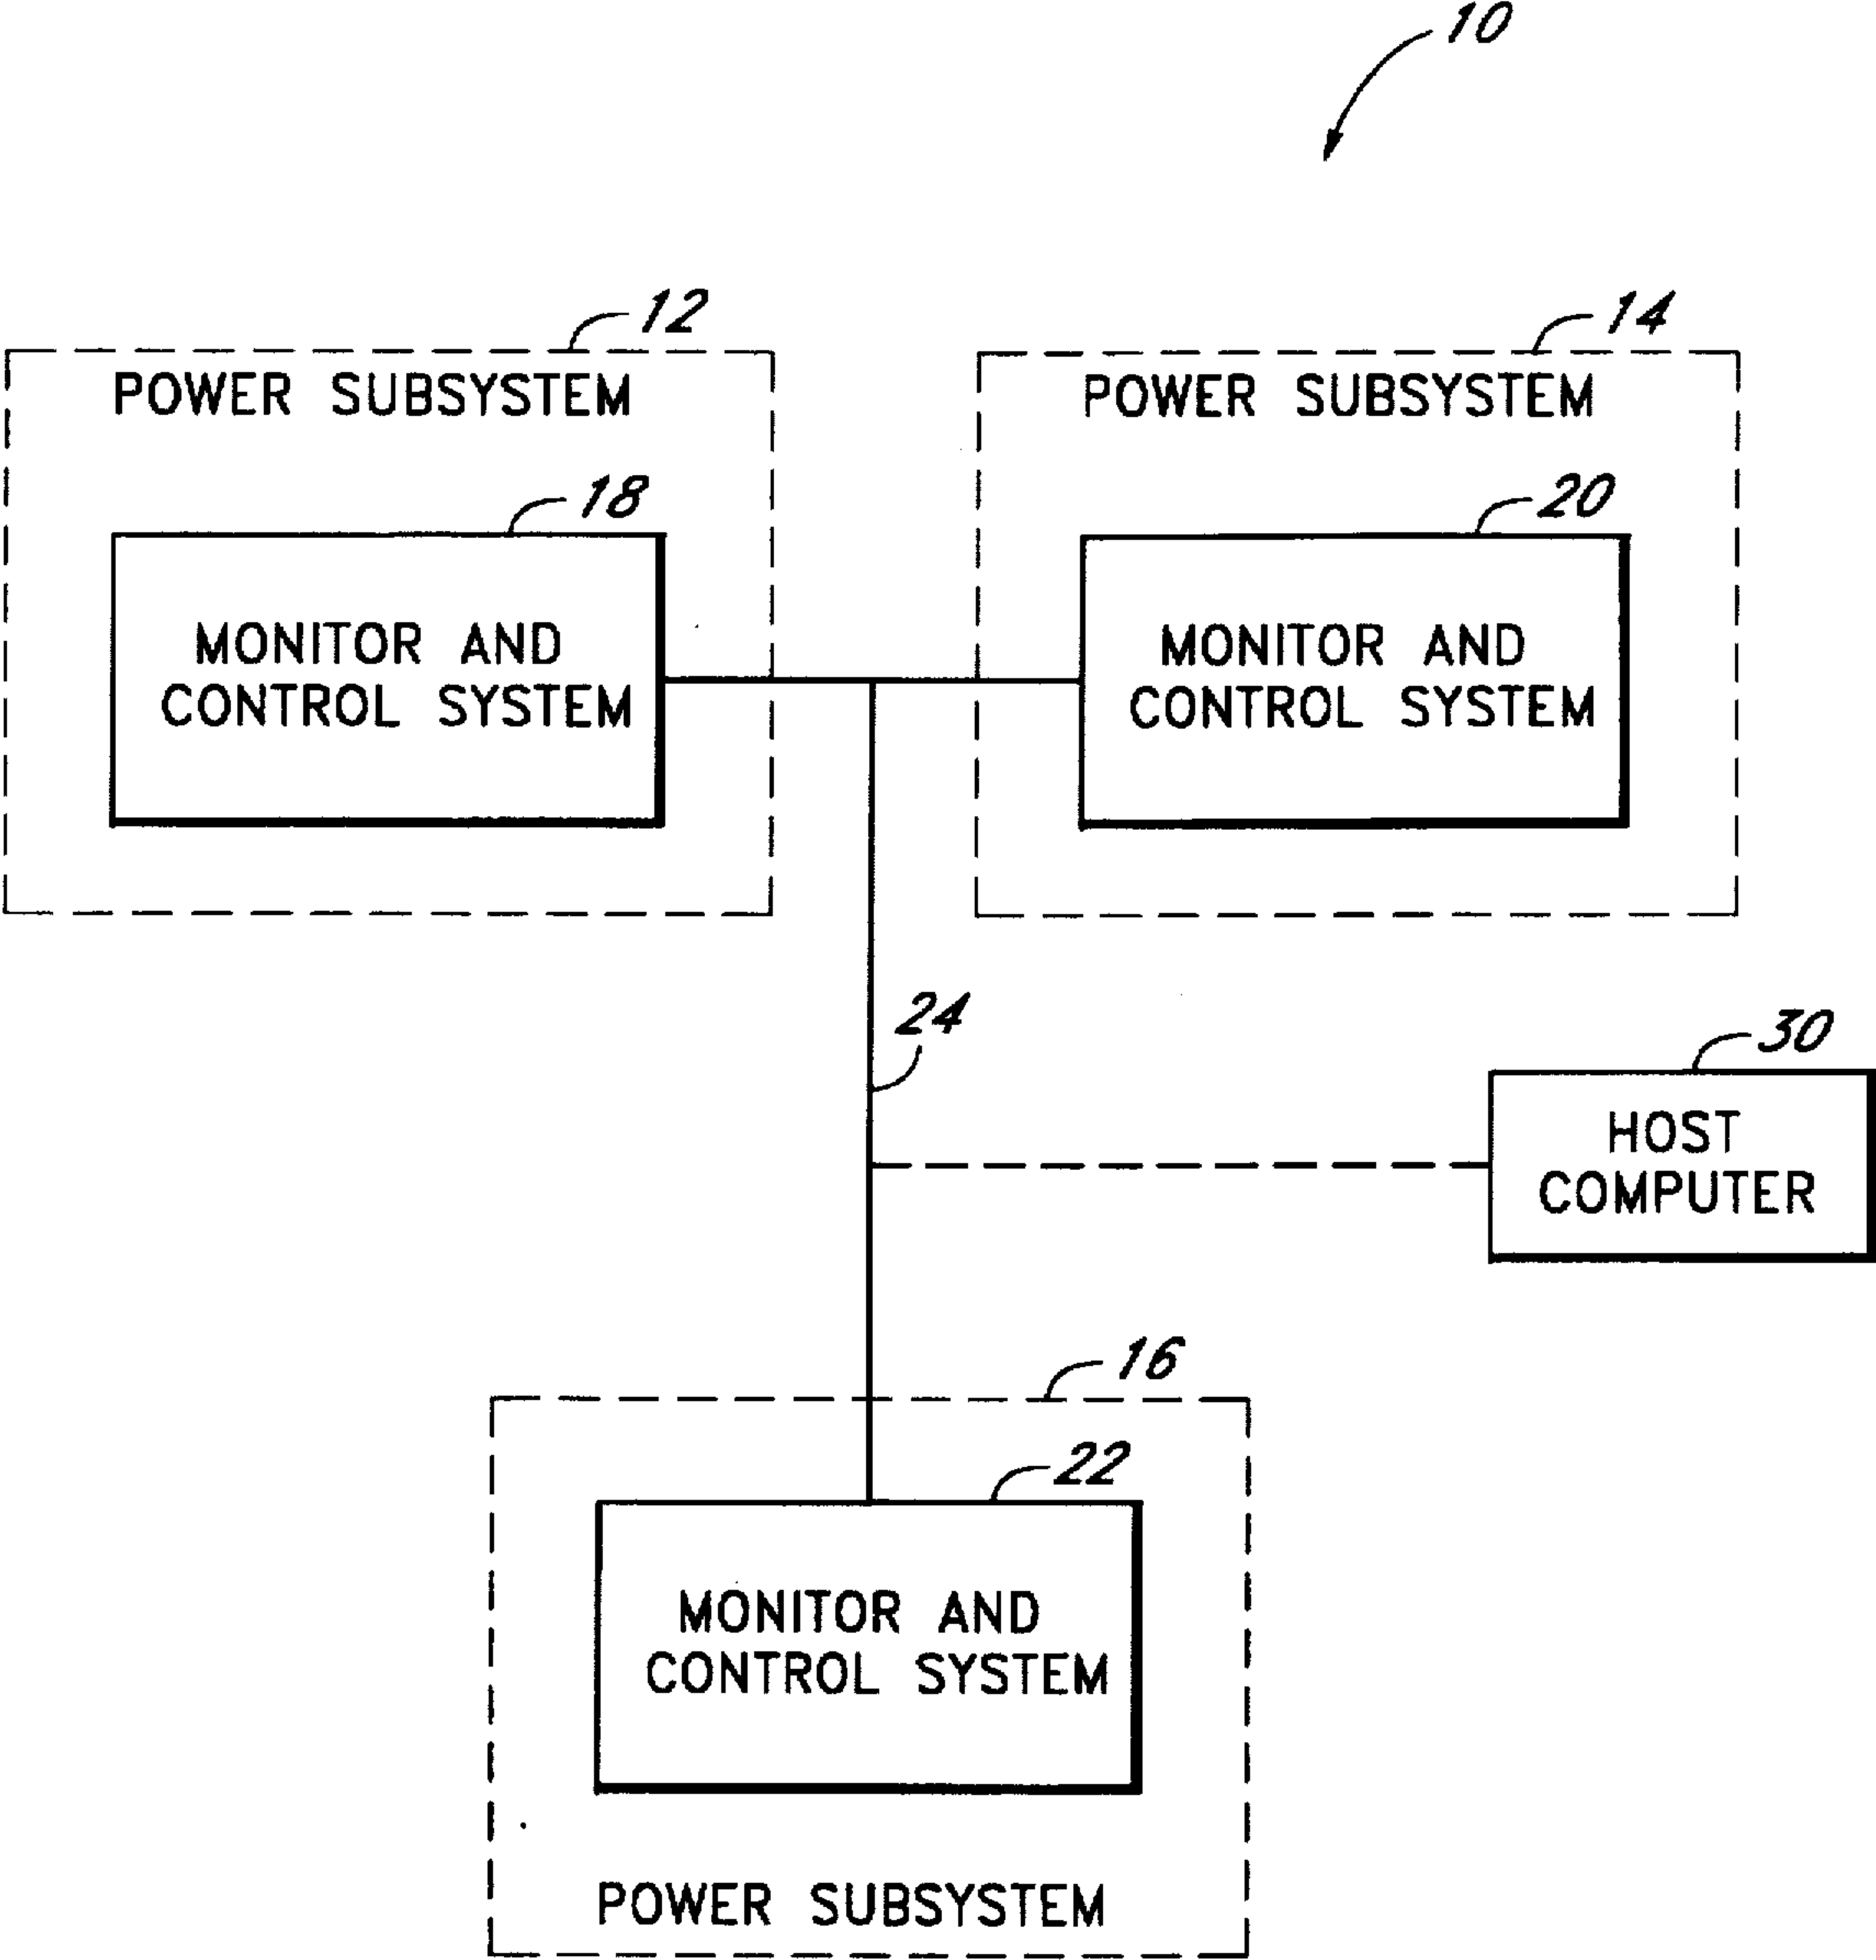 10
12
14
POWER SUBSYSTEM
POWER SUBSYSTEM
18
20
MONITOR AND
CONTROL SYSTEM
MONITOR AND
CONTROL SYSTEM
24
30
HOST
COMPUTER
16
22
MONITOR AND
CONTROL SYSTEM
POWER SUBSYSTEM